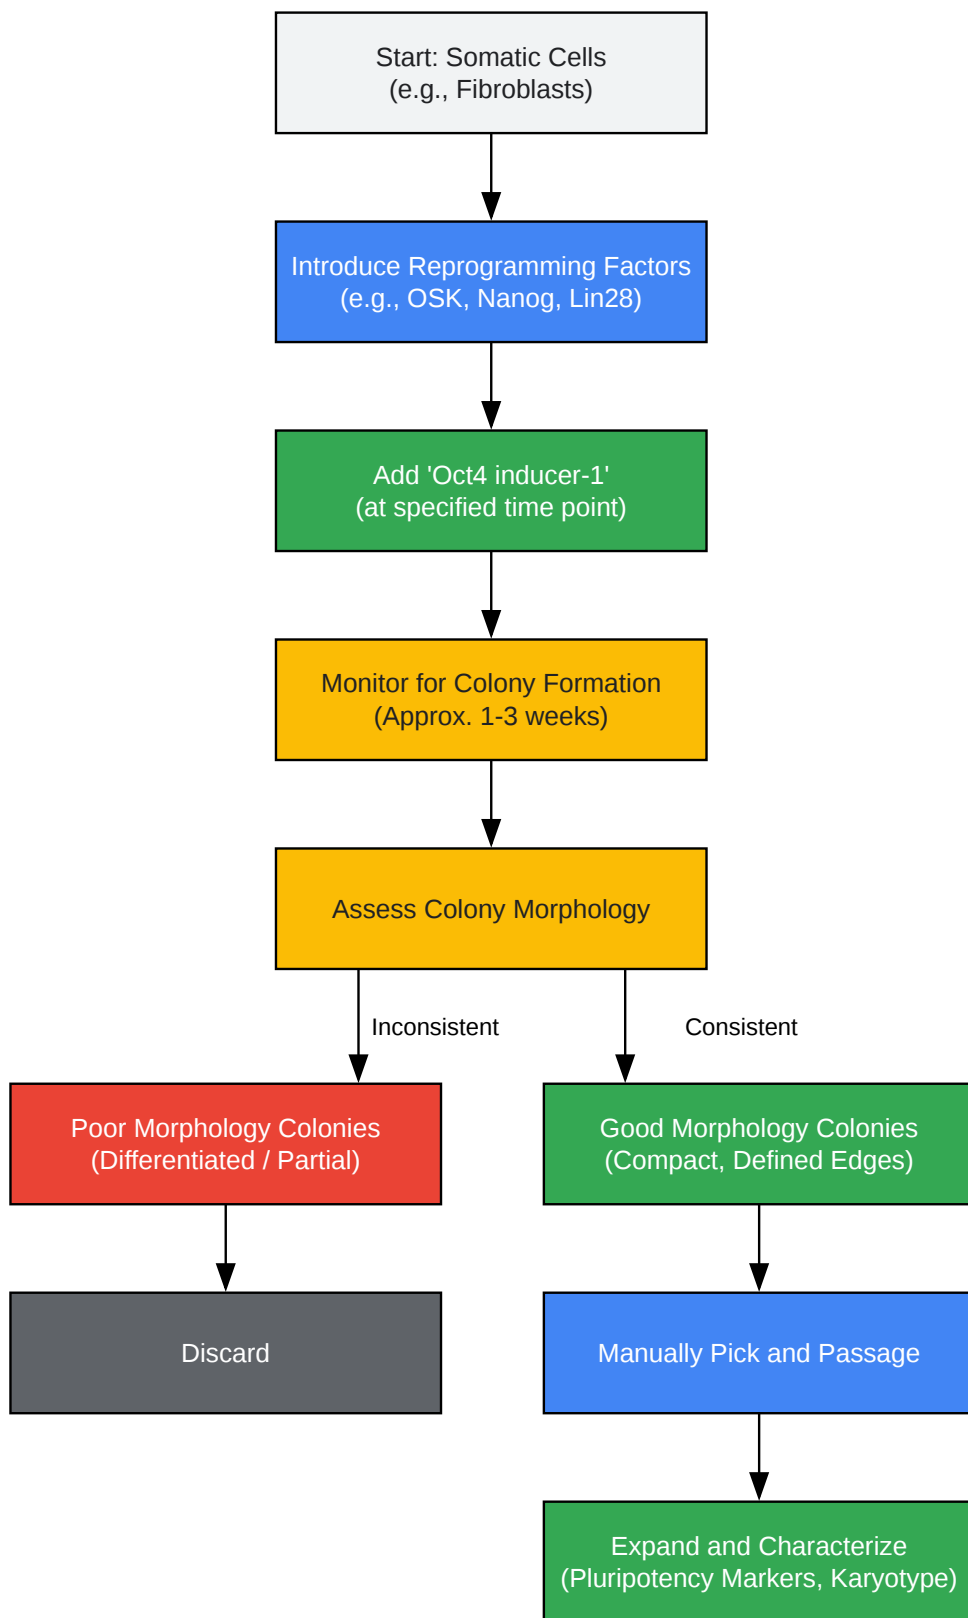 Start: Somatic Cells
(e.g., Fibroblasts)
Introduce Reprogramming Factors
(e.g., OSK, Nanog, Lin28)
Add 'Oct4 inducer-1'
(at specified time point)
Monitor for Colony Formation
(Approx. 1-3 weeks)
Assess Colony Morphology
Inconsistent
Consistent
Poor Morphology Colonies
(Differentiated / Partial)
Good Morphology Colonies
(Compact, Defined Edges)
Discard
Manually Pick and Passage
Expand and Characterize
(Pluripotency Markers, Karyotype)